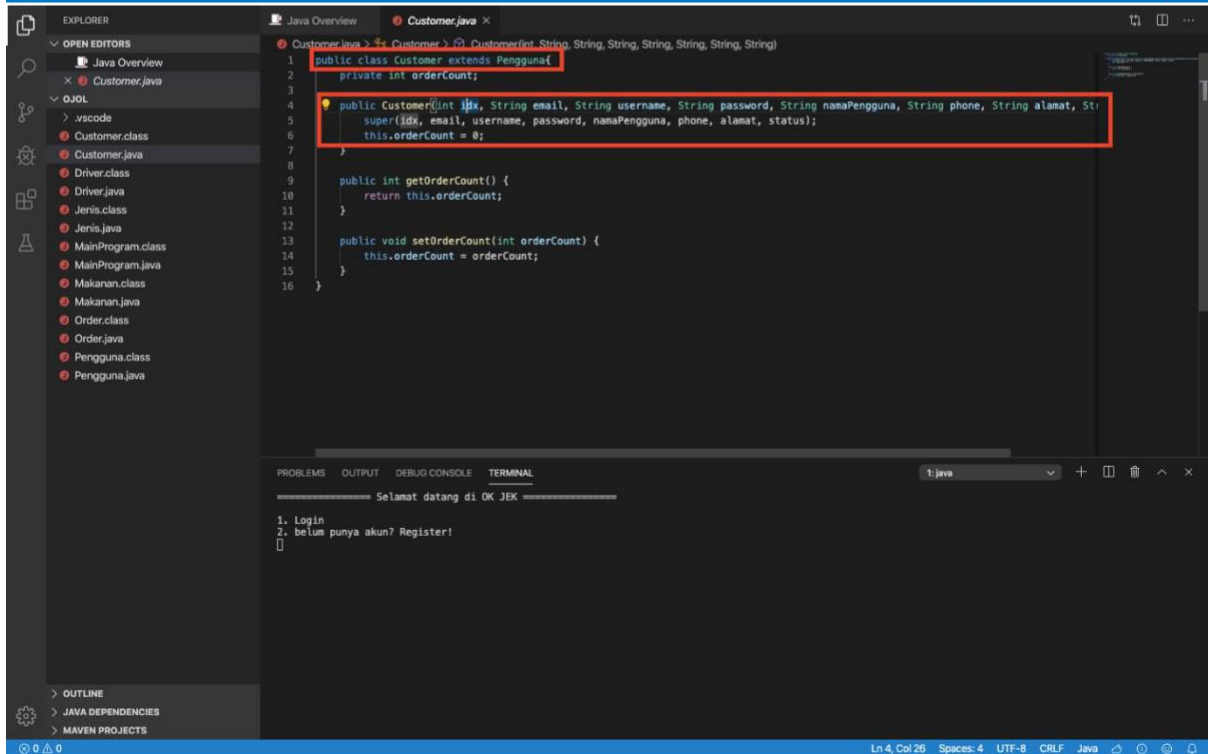 EXPLORER
OPEN EDITORS
Java Overview
Customer.java
OJOL
.vscode
Customer.class
Customer.java
Driver.class
Driver.java
Jenis.class
Jenis.java
MainProgram.class
MainProgram.java
Makanan.class
Makanan.java
Order.class
Order.java
Pengguna.class
Pengguna.java
OUTLINE
JAVA DEPENDENCIES
MAVEN PROJECTS
Java Overview Customer.java
Customer.java > Customer > Customer(int, String, String, String, String, String, String, String)
1 public class Customer extends Pengguna{
2 private int orderCount;
3
4 public Customer(int idx, String email, String username, String password, String namaPengguna, String phone, String alamat, Str
5 super(idx, email, username, password, namaPengguna, phone, alamat, status);
6 this.orderCount = 0;
7 }
8
9 public int getOrderCount() {
10 return this.orderCount;
11 }
12
13 public void setOrderCount(int orderCount) {
14 this.orderCount = orderCount;
15 }
16 }
PROBLEMS OUTPUT DEBUG CONSOLE TERMINAL 1: java
================ Selamat datang di OK JEK ================
1. Login
2. belum punya akun? Register!
0 0 Ln 4, Col 26 Spaces: 4 UTF-8 CRLF Java